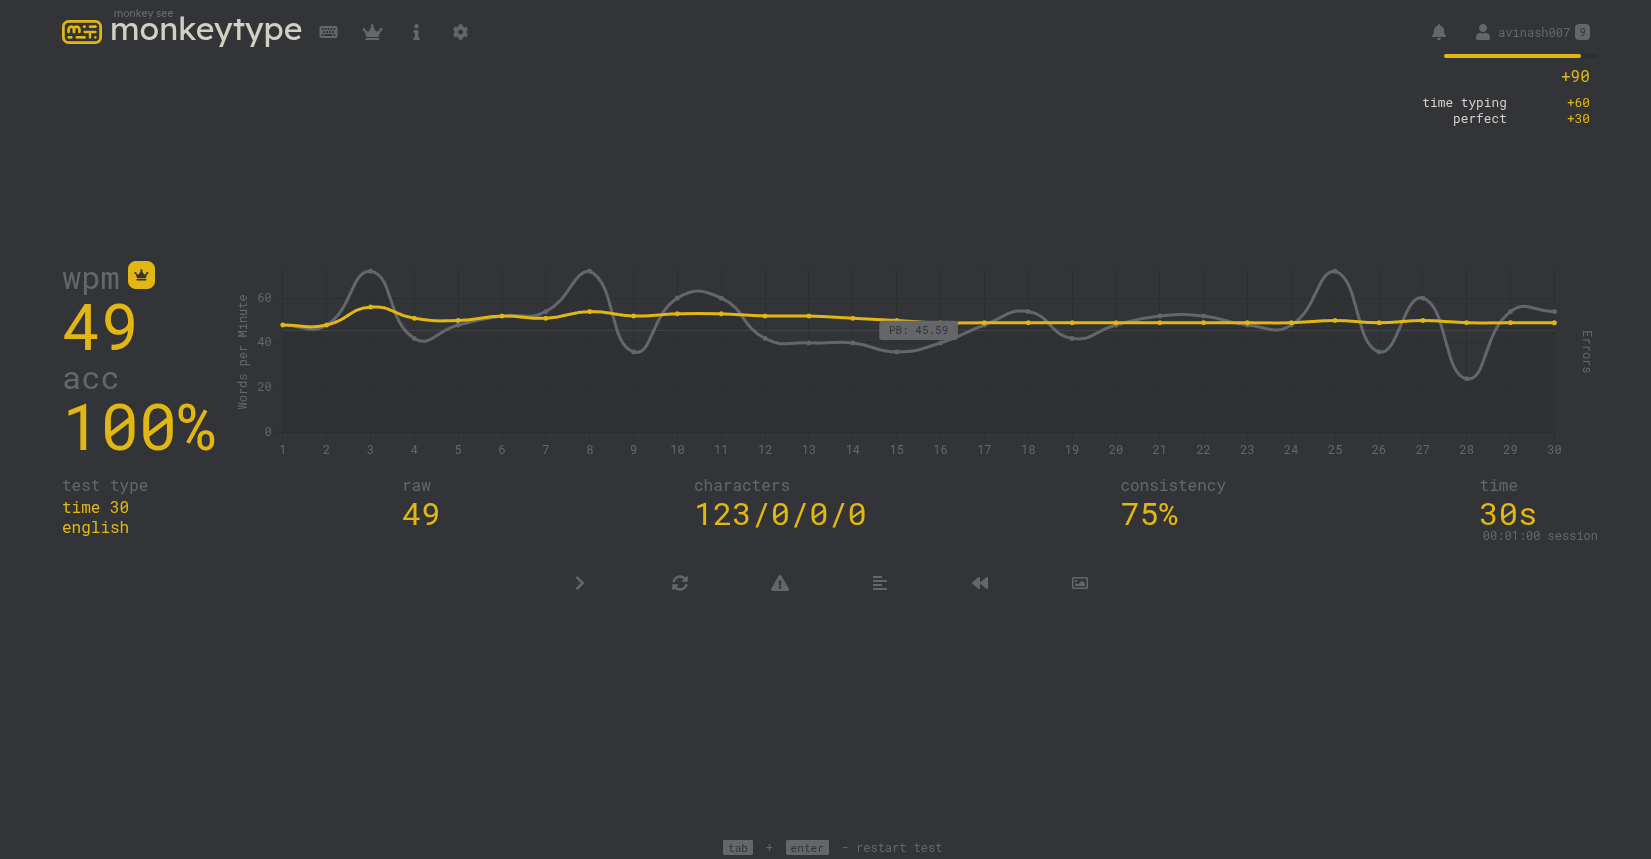 monkey see
monkeytype
avinash007 9
+90
time typing +60
perfect +30
wpm
49
acc
100%
Words per Minute
60
40
20
0
PB: 45.59
Errors
1 2 3 4 5 6 7 8 9 10 11 12 13 14 15 16 17 18 19 20 21 22 23 24 25 26 27 28 29 30
test type
time 30
english
raw
49
characters
123/0/0/0
consistency
75%
time
30s
00:01:00 session
tab + enter - restart test